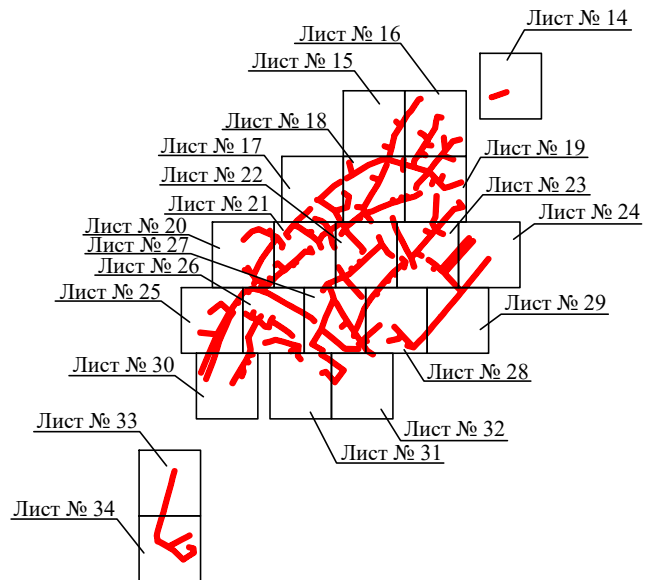 Лист № 14
Лист № 16
Лист № 15
Лист № 18
Лист № 17
Лист № 19
Лист № 22
Лист № 23
Лист № 21
Лист № 24
Лист № 20
Лист № 27
Лист № 26
Лист № 25
Лист № 29
Лист № 30
Лист № 28
Лист № 33
Лист № 32
Лист № 31
Лист № 34